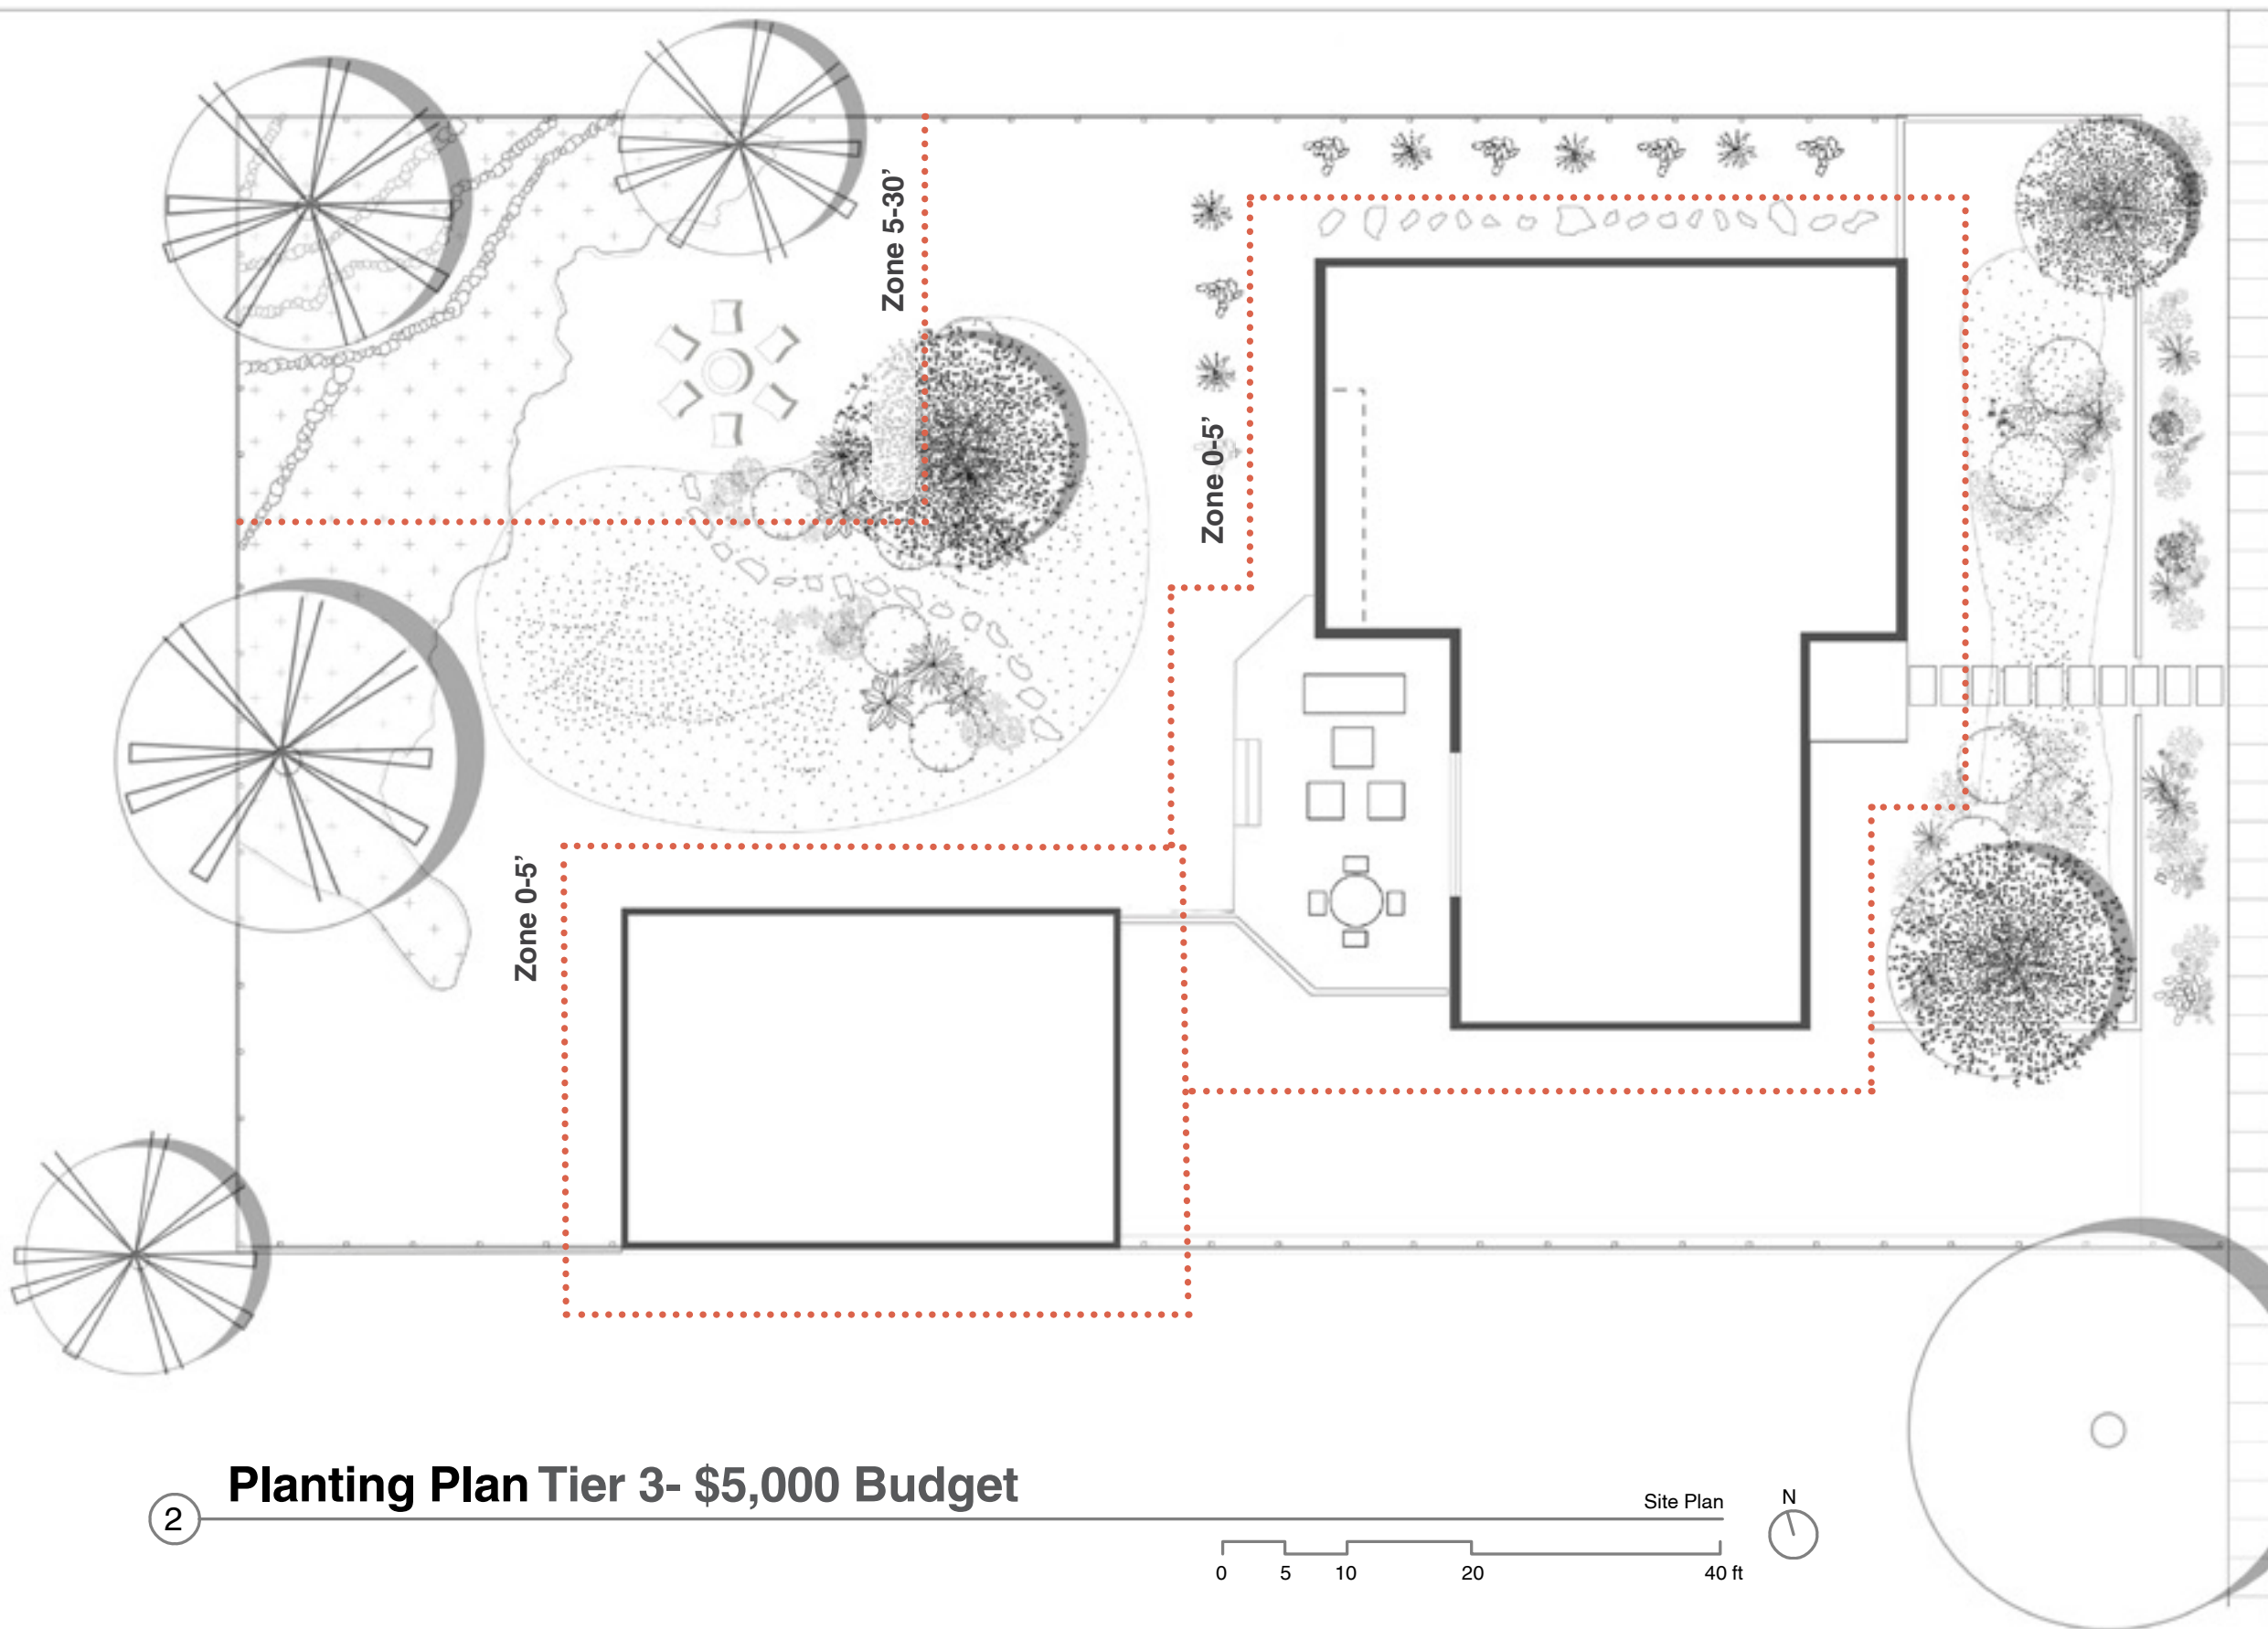 Zone 5-30’
Zone 0-5’
Zone 0-5’
Planting Plan Tier 3- $5,000 Budget
2
Site Plan
N
0 5 10 20 40 ft